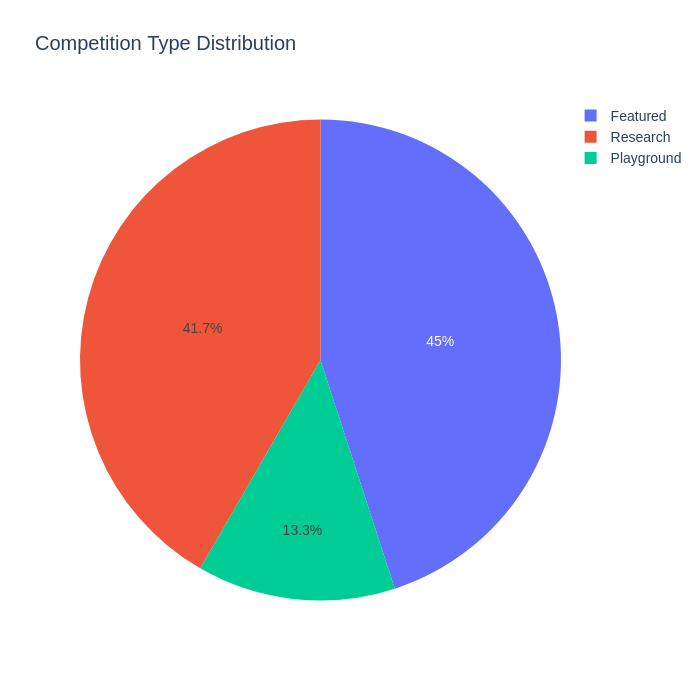 Competition Type Distribution
Featured
Research
Playground
41.7%
45%
13.3%